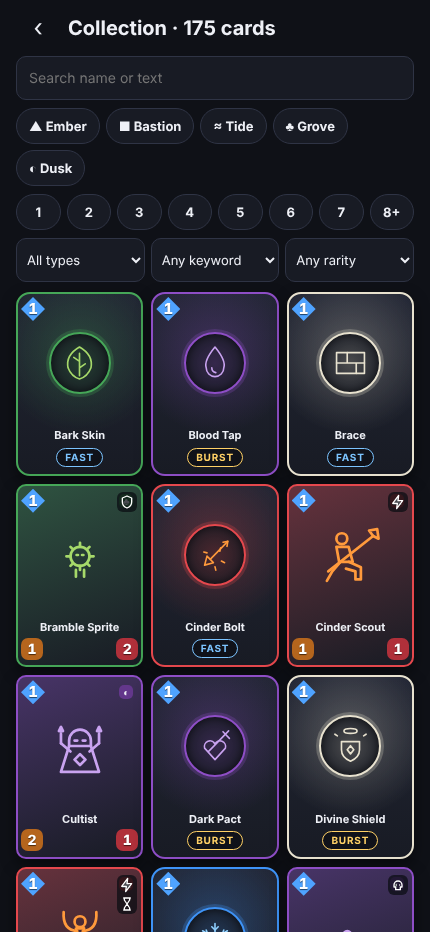 Collection · 175 cards
Search name or text
Ember
Bastion
Tide
Grove
Dusk
1 2 3 4 5 6 7 8+
All types Any keyword Any rarity
1 1 1
Bark Skin Blood Tap Brace
FAST BURST FAST
1 1 1
Bramble Sprite Cinder Bolt Cinder Scout
1 2 FAST 1 1
1 1 1
Cultist Dark Pact Divine Shield
2 1 BURST BURST
1 1 1